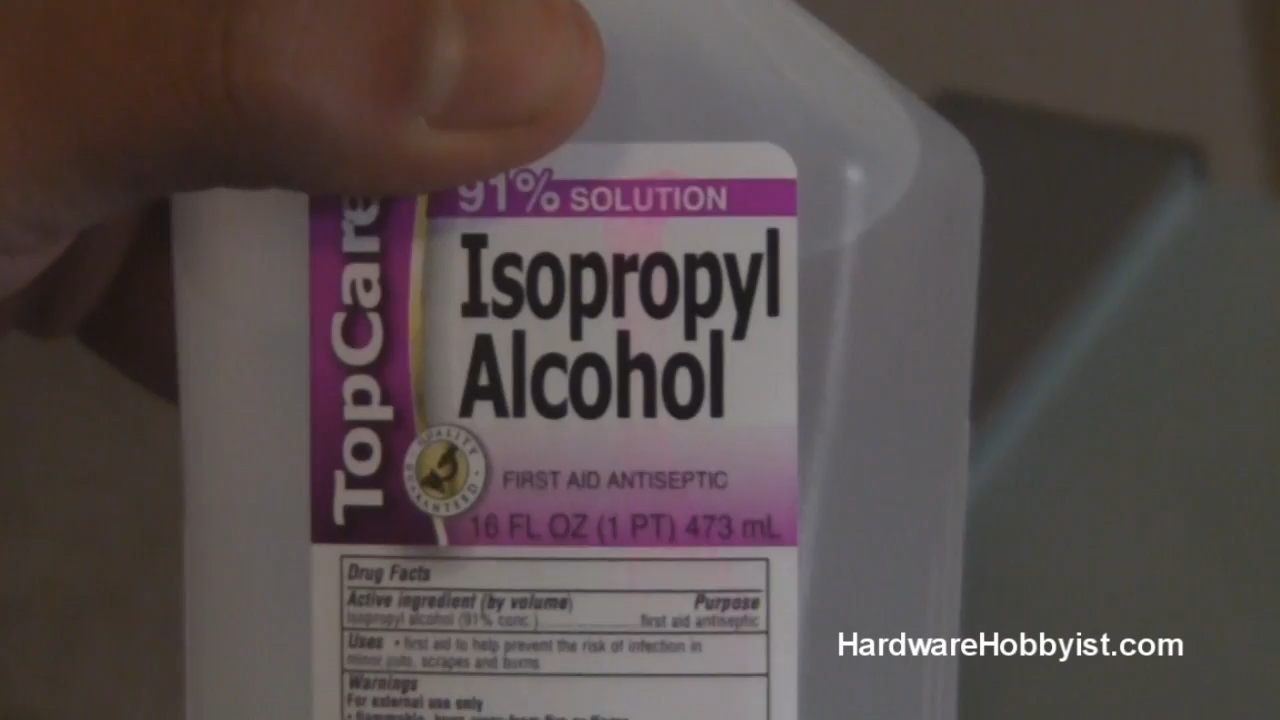 91% SOLUTION
TopCare
Isopropyl
Alcohol
QUALITY
GUARANTEED
FIRST AID ANTISEPTIC
16 FL OZ (1 PT) 473 mL
Drug Facts
Active ingredient (by volume) Purpose
Isopropyl alcohol (91% conc.) first aid antiseptic
Uses • first aid to help prevent the risk of infection in
minor cuts, scrapes and burns
Warnings
For external use only
HardwareHobbyist.com